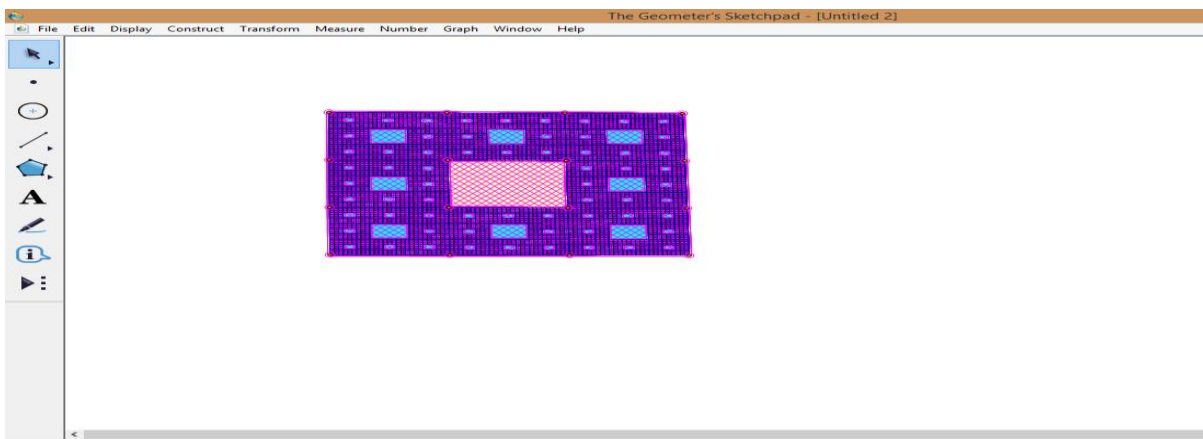 The Geometer's Sketchpad - [Untitled 2]
File Edit Display Construct Transform Measure Number Graph Window Help
A
i